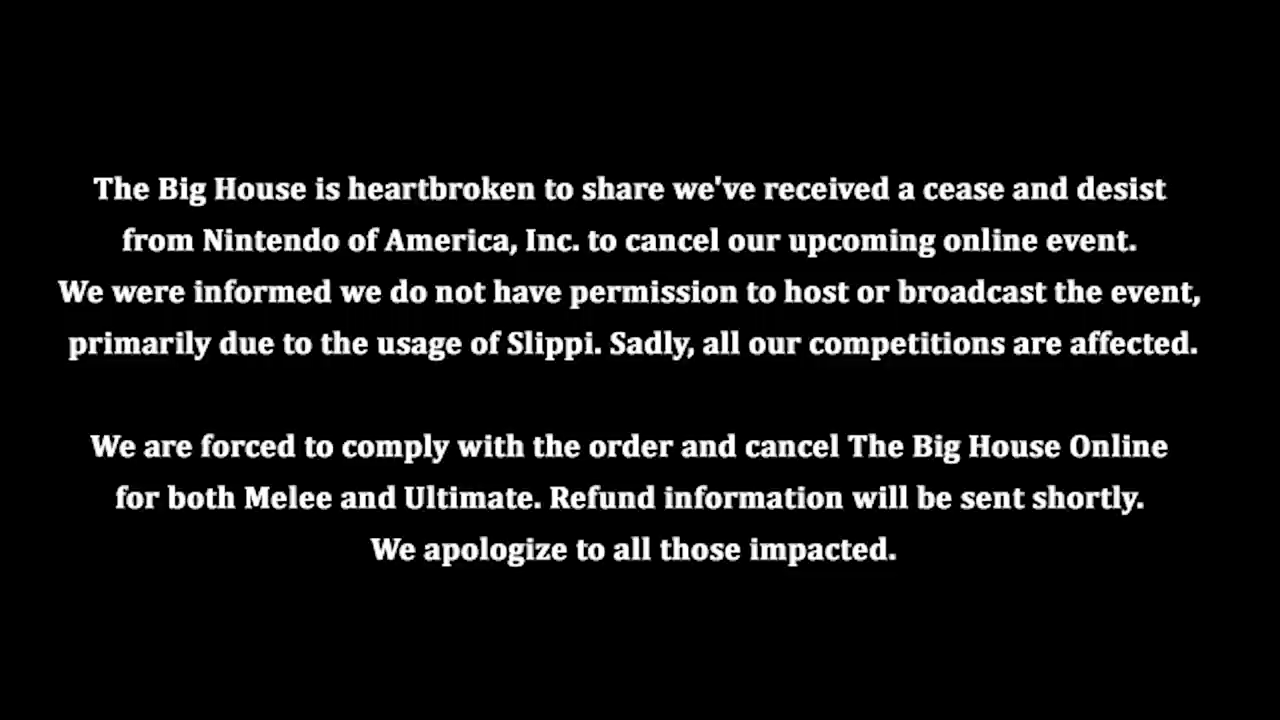 The Big House is heartbroken to share we've received a cease and desist
from Nintendo of America, Inc. to cancel our upcoming online event.
We were informed we do not have permission to host or broadcast the event,
primarily due to the usage of Slippi. Sadly, all our competitions are affected.
We are forced to comply with the order and cancel The Big House Online
for both Melee and Ultimate. Refund information will be sent shortly.
We apologize to all those impacted.